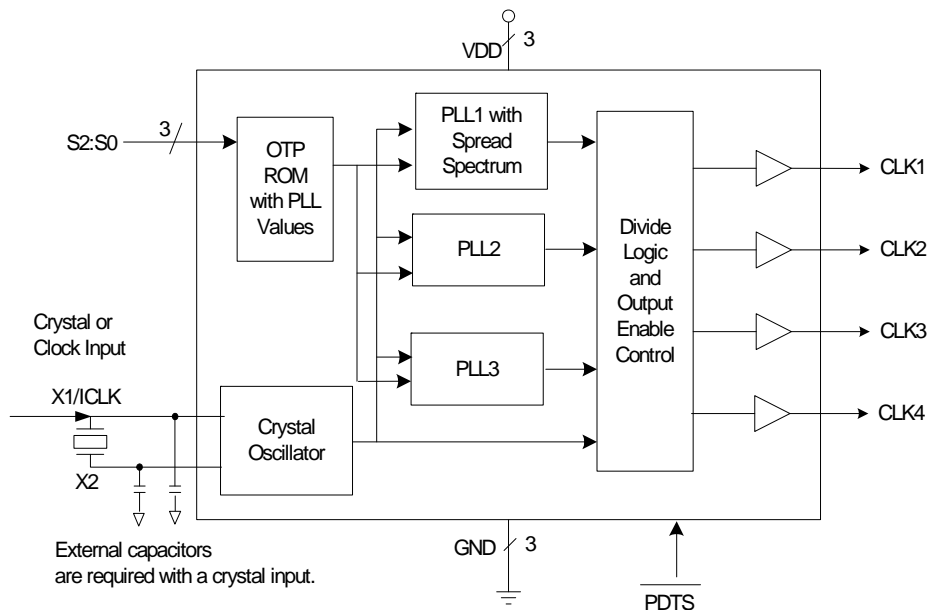 VDD
3
S2:S0
3
OTP
ROM
with PLL
Values
PLL1 with
Spread
Spectrum
PLL2
PLL3
Divide
Logic
and
Output
Enable
Control
CLK1
CLK2
CLK3
CLK4
Crystal or
Clock Input
X1/ICLK
X2
Crystal
Oscillator
External capacitors
are required with a crystal input.
GND
3
PDTS